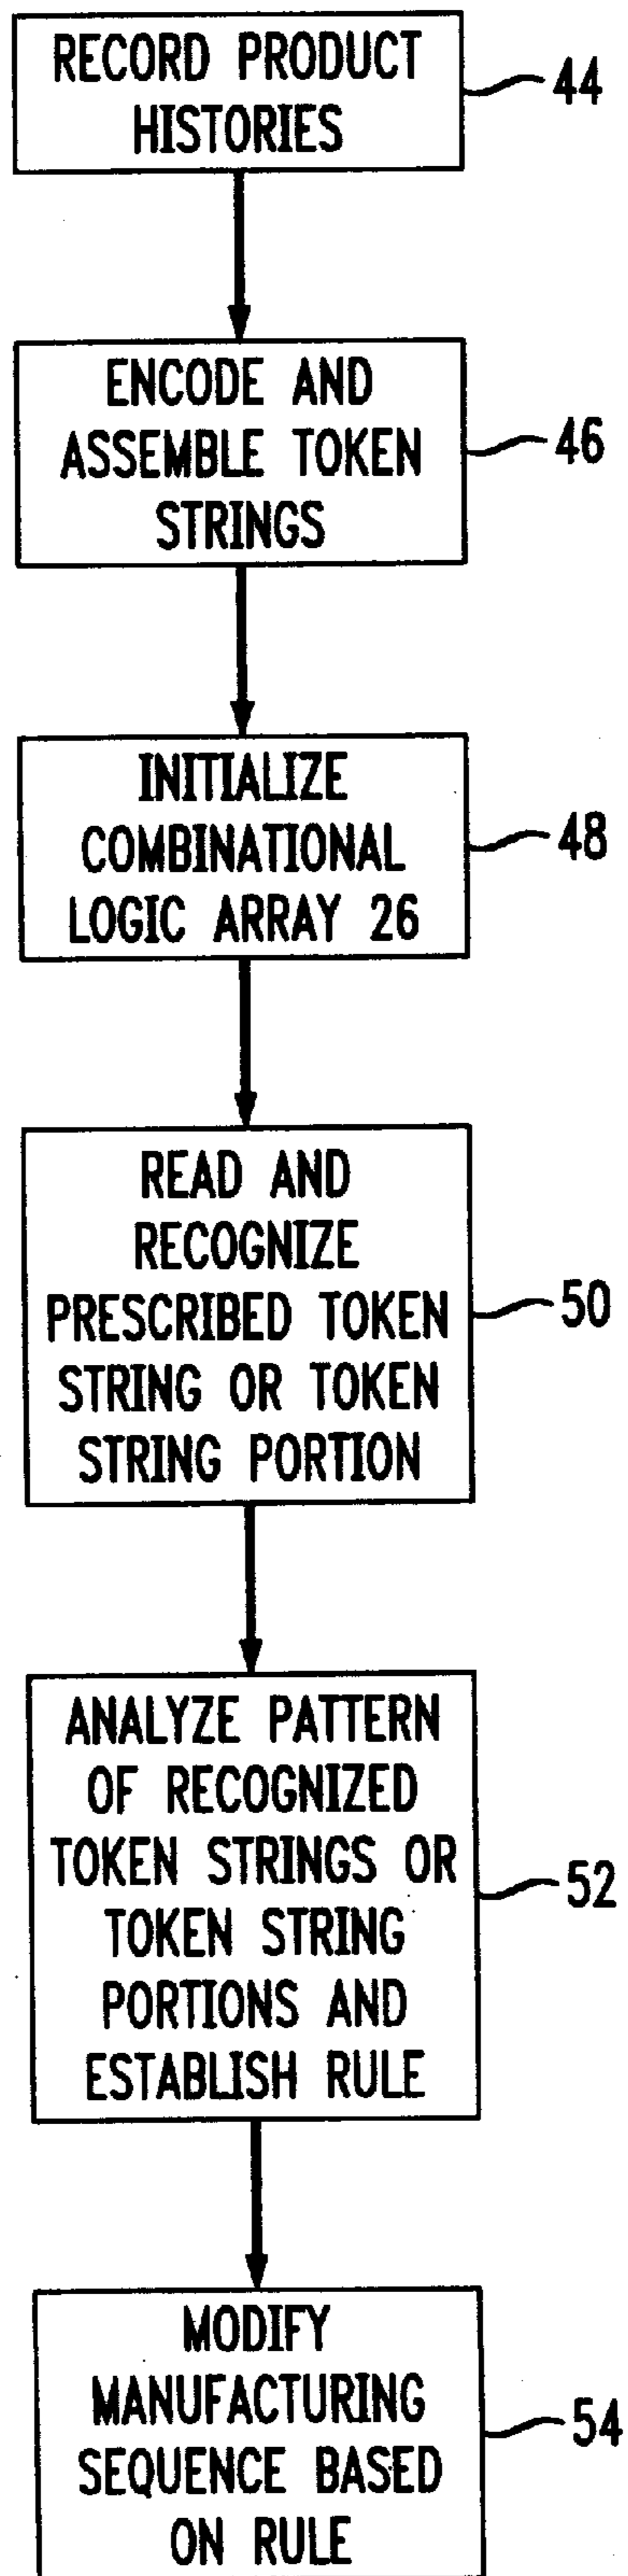 RECORD PRODUCT
HISTORIES
44
ENCODE AND
ASSEMBLE TOKEN
STRINGS
46
INITIALIZE
COMBINATIONAL
LOGIC ARRAY 26
48
READ AND
RECOGNIZE
PRESCRIBED TOKEN
STRING OR TOKEN
STRING PORTION
50
ANALYZE PATTERN
OF RECOGNIZED
TOKEN STRINGS OR
TOKEN STRING
PORTIONS AND
ESTABLISH RULE
52
MODIFY
MANUFACTURING
SEQUENCE BASED
ON RULE
54